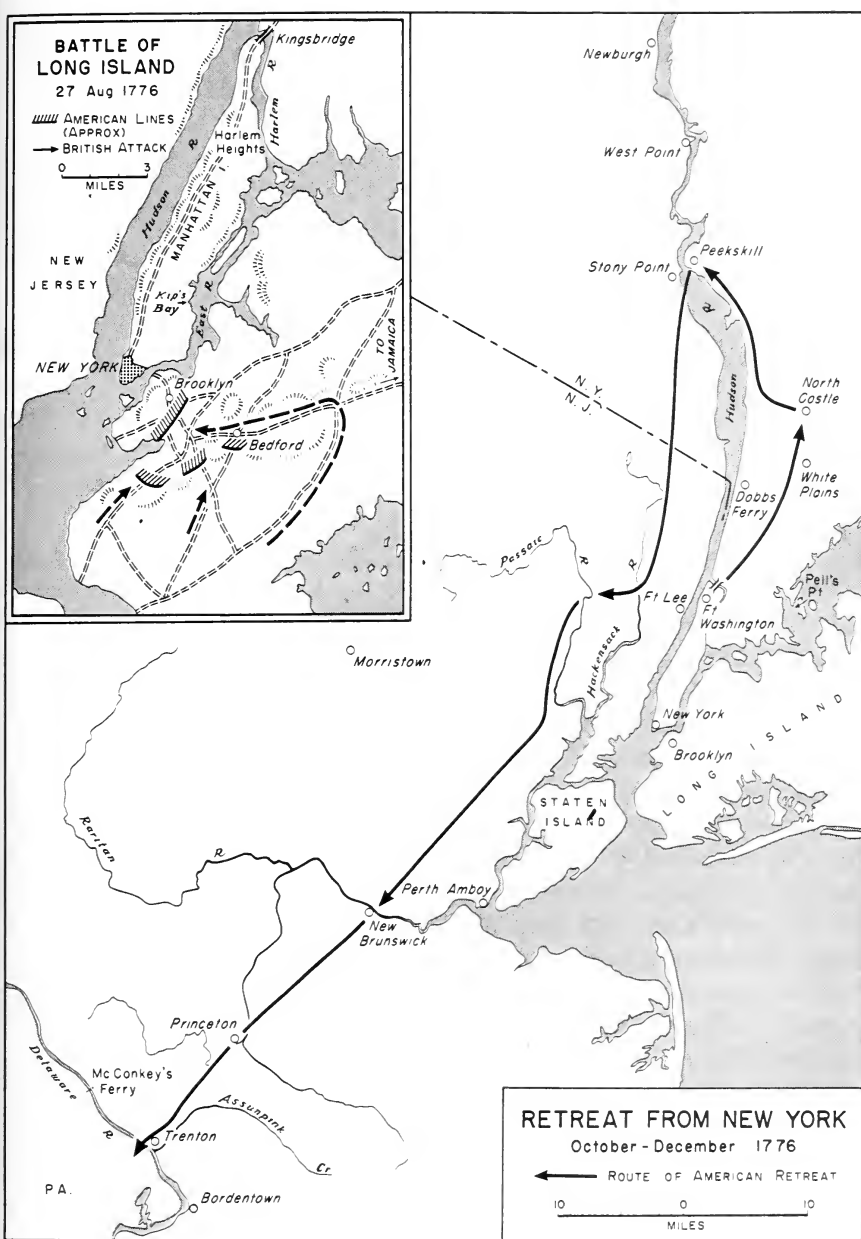 BATTLE OF
LONG ISLAND
27 Aug 1776
AMERICAN LINES
(APPROX)
BRITISH ATTACK
0 3
MILES
Kingsbridge
Harlem R
Harlem
Heights
Hudson R
MANHATTAN I.
NEW
JERSEY
Kip's
Bay
East R
NEW YORK
Brooklyn
TO
JAMAICA
Bedford
Newburgh
West Point
Peekskill
Stony Point
R
Hudson
N.Y.
N.J.
North
Castle
White
Plains
Dobbs
Ferry
Passaic R
R
Hackensack
Ft Lee
Ft
Washington
Pell's
Pt
Morristown
New York
Brooklyn
LONG ISLAND
STATEN
ISLAND
Raritan R
Perth Amboy
New
Brunswick
Princeton
Delaware R
McConkey's
Ferry
Assunpink
Cr.
Trenton
PA.
Bordentown
RETREAT FROM NEW YORK
October - December 1776
ROUTE OF AMERICAN RETREAT
10 0 10
MILES